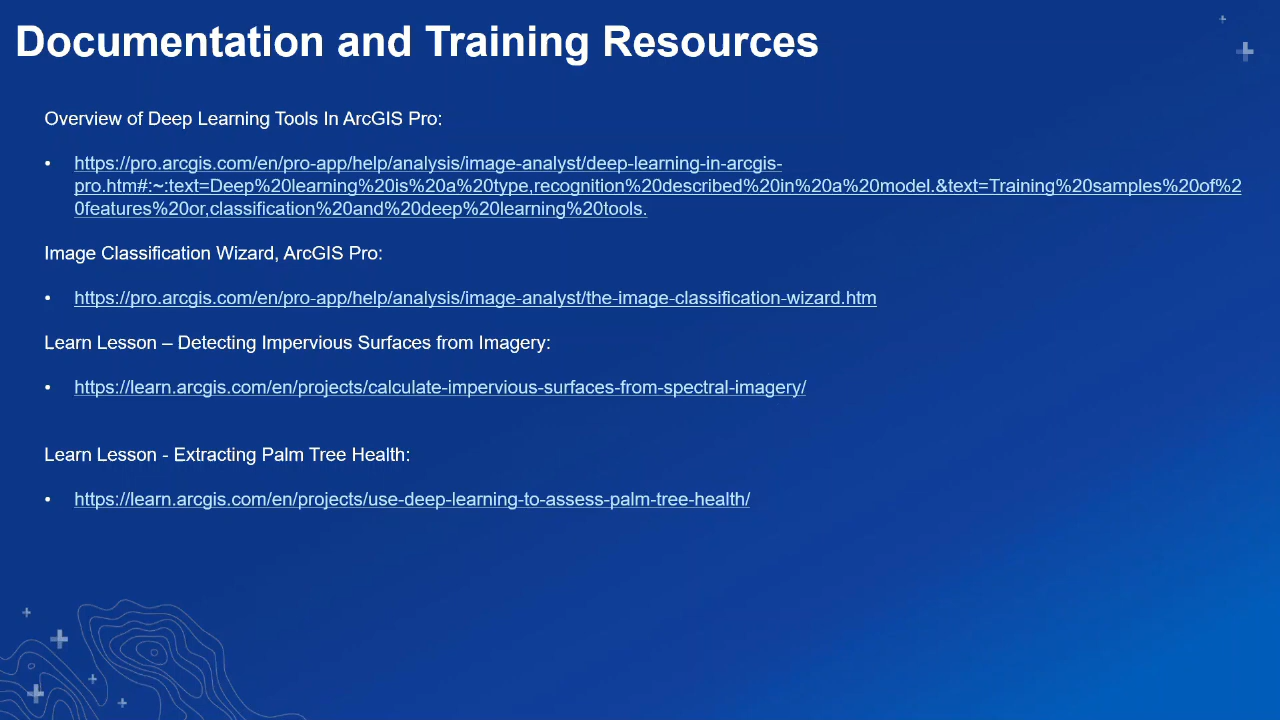 Documentation and Training Resources
Overview of Deep Learning Tools In ArcGIS Pro:
• https://pro.arcgis.com/en/pro-app/help/analysis/image-analyst/deep-learning-in-arcgis-
pro.htm#:~:text=Deep%20learning%20is%20a%20type,recognition%20described%20in%20a%20model.&text=Training%20samples%20of%2
0features%20or,classification%20and%20deep%20learning%20tools.
Image Classification Wizard, ArcGIS Pro:
• https://pro.arcgis.com/en/pro-app/help/analysis/image-analyst/the-image-classification-wizard.htm
Learn Lesson – Detecting Impervious Surfaces from Imagery:
• https://learn.arcgis.com/en/projects/calculate-impervious-surfaces-from-spectral-imagery/
Learn Lesson - Extracting Palm Tree Health:
• https://learn.arcgis.com/en/projects/use-deep-learning-to-assess-palm-tree-health/